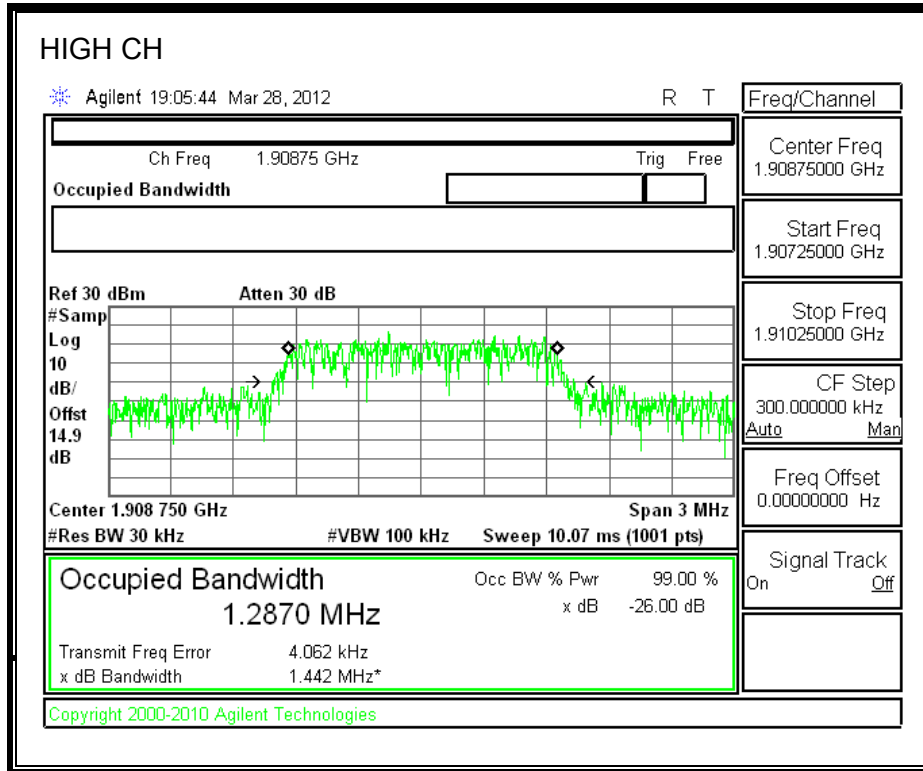 HIGH CH
Agilent 19:05:44 Mar 28, 2012 R T
Freq/Channel
Ch Freq 1.90875 GHz Trig Free
Occupied Bandwidth
Center Freq
1.90875000 GHz
Start Freq
1.90725000 GHz
Stop Freq
1.91025000 GHz
CF Step
300.000000 kHz
Auto Man
Freq Offset
0.00000000 Hz
Signal Track
On Off
Ref 30 dBm Atten 30 dB
#Samp
Log
10
dB/
Offst
14.9
dB
Center 1.908 750 GHz Span 3 MHz
#Res BW 30 kHz #VBW 100 kHz Sweep 10.07 ms (1001 pts)
Occupied Bandwidth
1.2870 MHz
Occ BW % Pwr 99.00 %
x dB -26.00 dB
Transmit Freq Error 4.062 kHz
x dB Bandwidth 1.442 MHz*
Copyright 2000-2010 Agilent Technologies